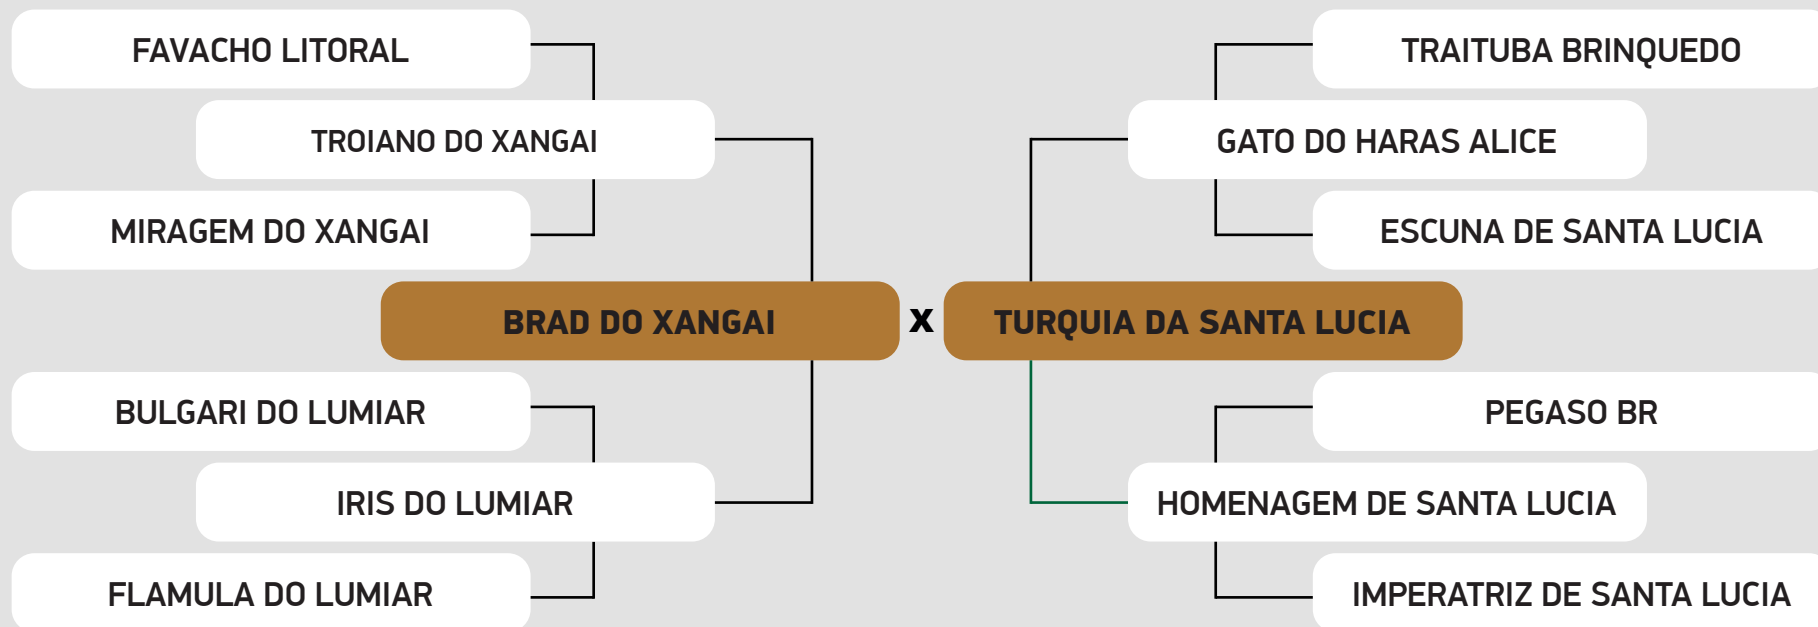 FAVACHO LITORAL
TRAITUBA BRINQUEDO
TROIANO DO XANGAI
GATO DO HARAS ALICE
MIRAGEM DO XANGAI
ESCUNA DE SANTA LUCIA
BRAD DO XANGAI x TURQUIA DA SANTA LUCIA
BULGARI DO LUMIAR
PEGASO BR
IRIS DO LUMIAR
HOMENAGEM DE SANTA LUCIA
FLAMULA DO LUMIAR
IMPERATRIZ DE SANTA LUCIA